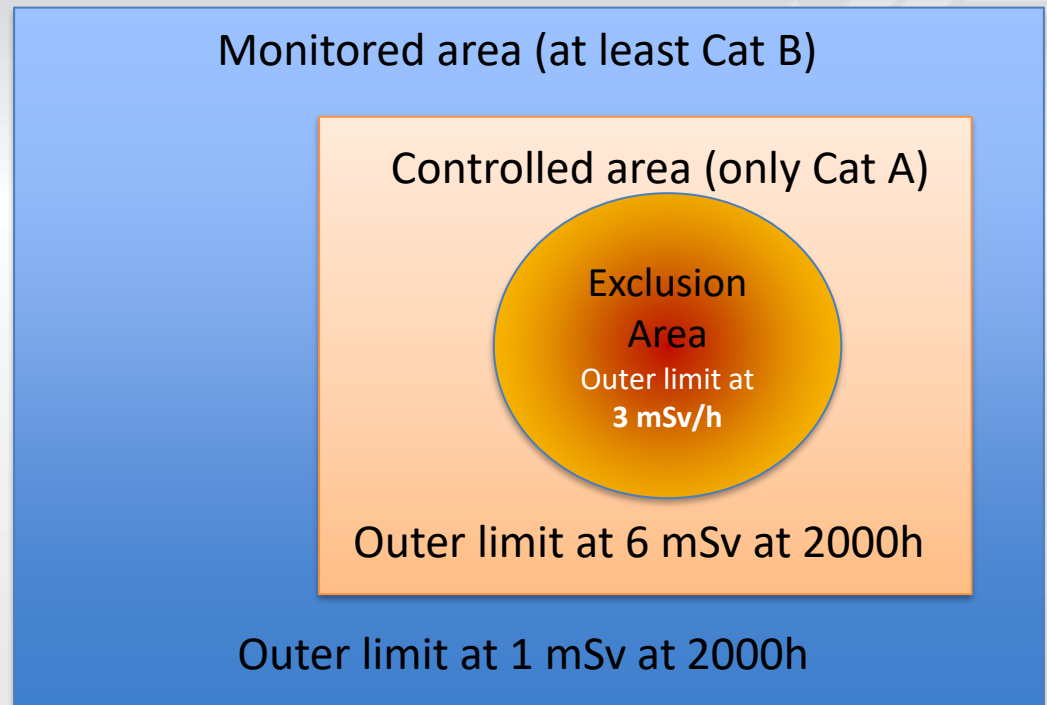 Monitored area (at least Cat B)
Controlled area (only Cat A)
Exclusion
Area
Outer limit at
3 mSv/h
Outer limit at 6 mSv at 2000h
Outer limit at 1 mSv at 2000h